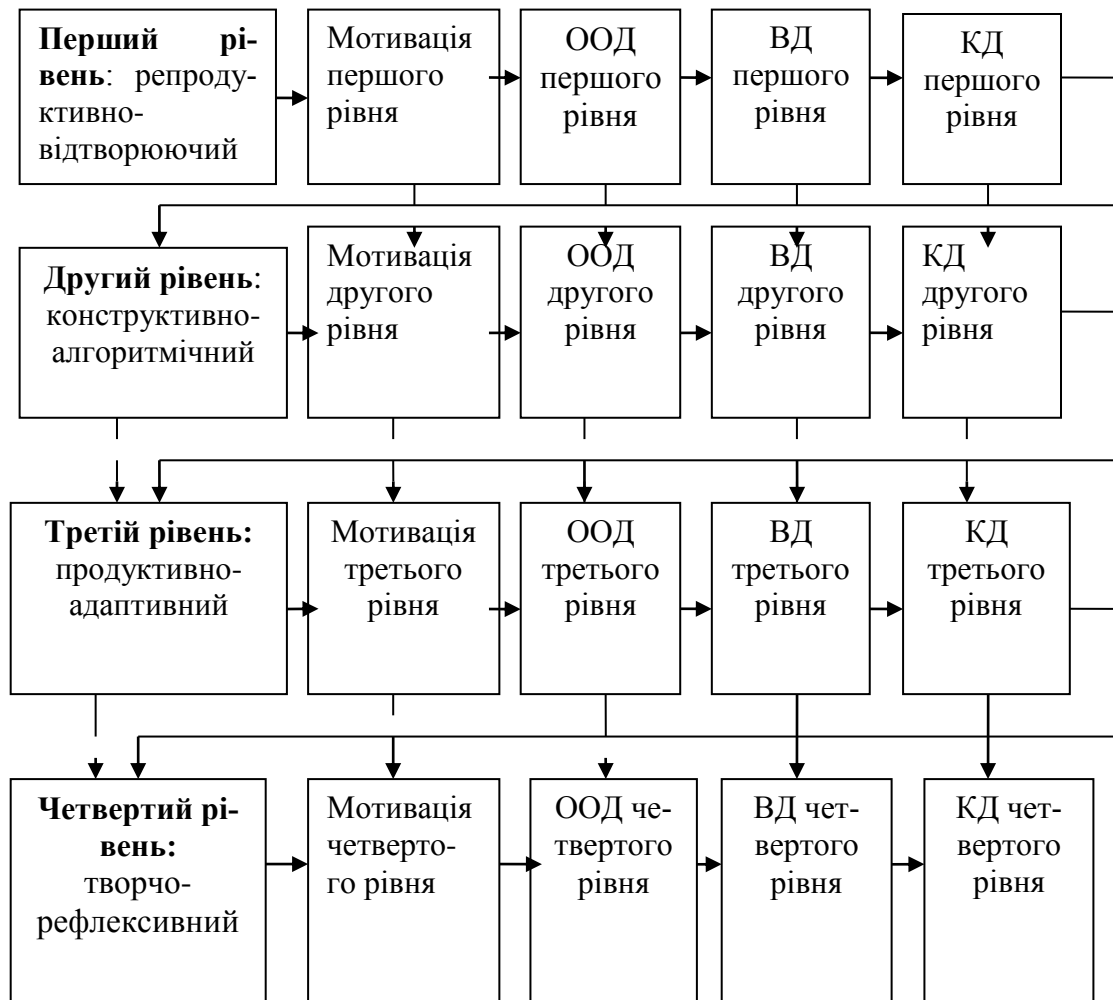 Перший рі-
вень: репроду-
ктивно-
відтворюючий
Мотивація
першого
рівня
ООД
першого
рівня
ВД
першого
рівня
КД
першого
рівня
Другий рівень:
конструктивно-
алгоритмічний
Мотивація
другого
рівня
ООД
другого
рівня
ВД
другого
рівня
КД
другого
рівня
Третій рівень:
продуктивно-
адаптивний
Мотивація
третього
рівня
ООД
третього
рівня
ВД
третього
рівня
КД
третього
рівня
Четвертий рі-
вень:
творчо-
рефлексивний
Мотивація
четверто-
го рівня
ООД че-
твертого
рівня
ВД чет-
вертого
рівня
КД чет-
вертого
рівня